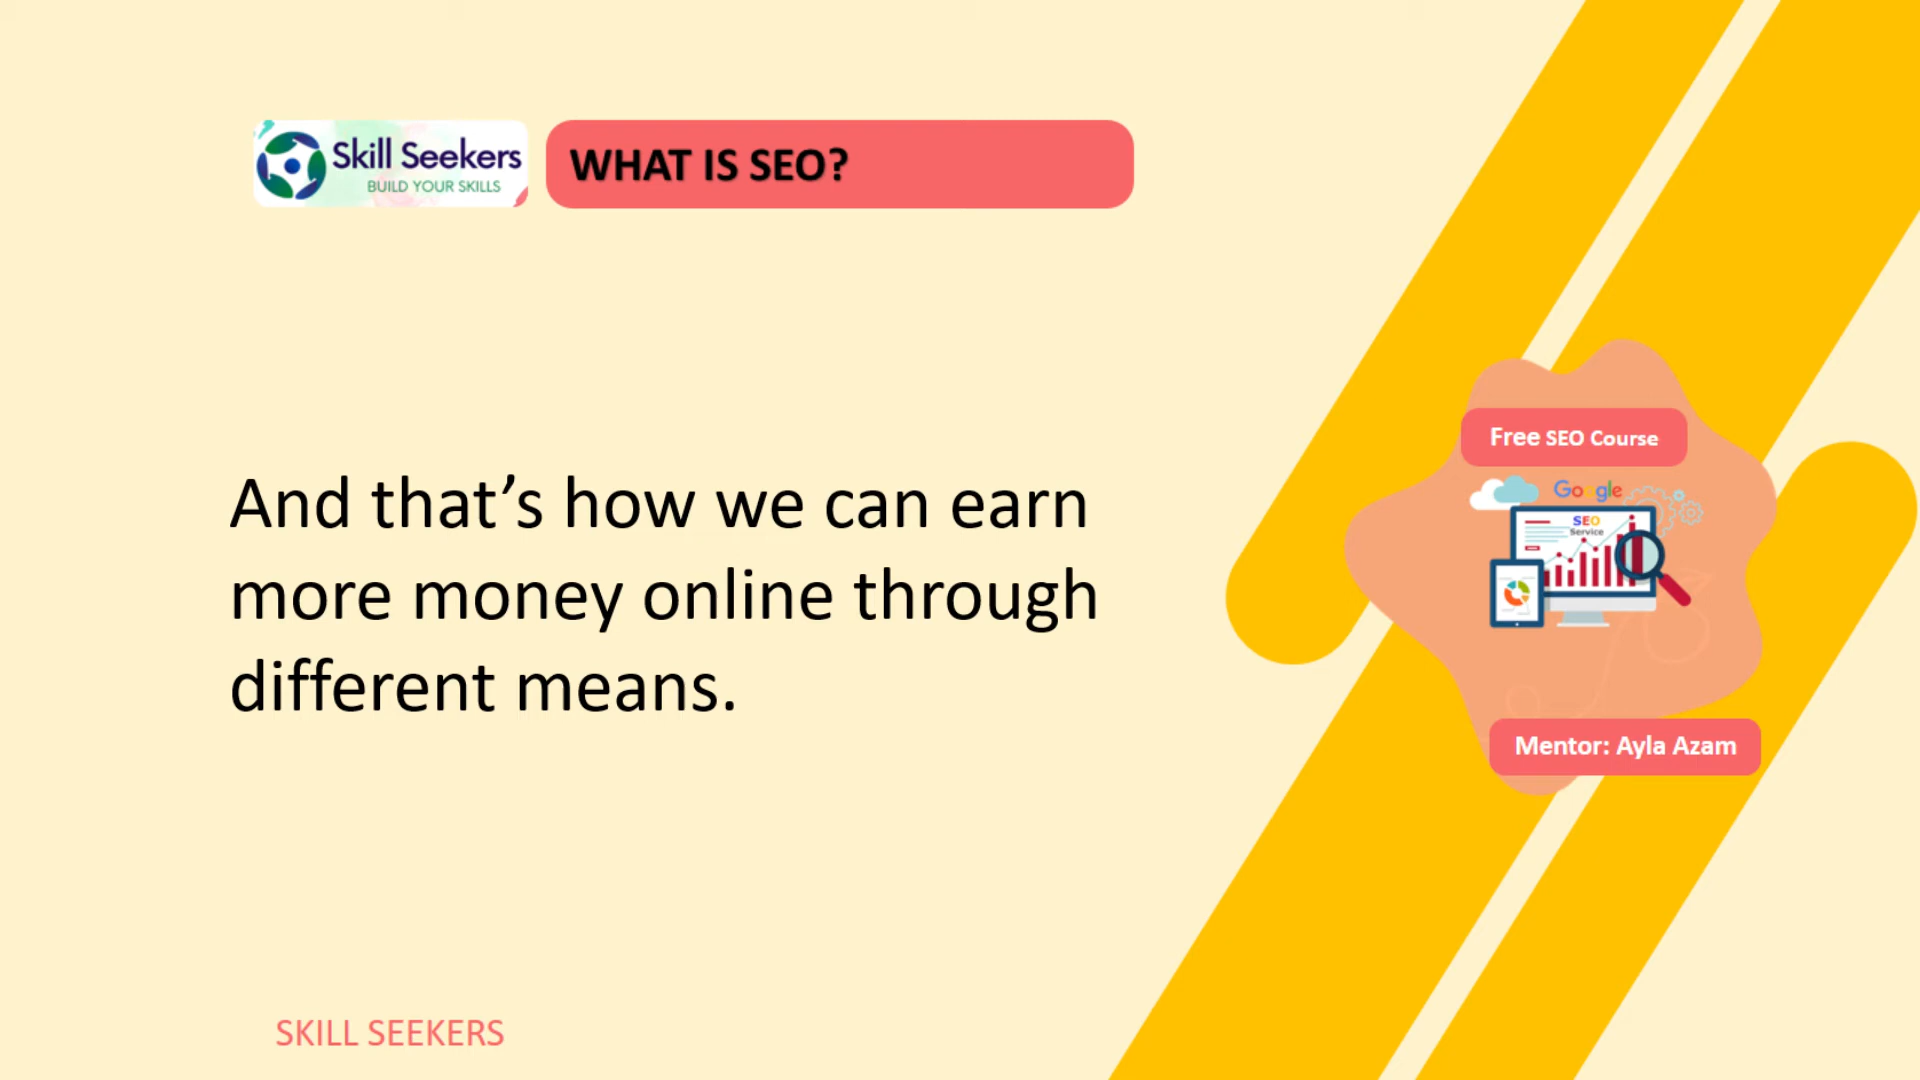 Skill Seekers
BUILD YOUR SKILLS
WHAT IS SEO?
And that’s how we can earn
more money online through
different means.
Free SEO Course
Google
SEO
Service
Mentor: Ayla Azam
SKILL SEEKERS